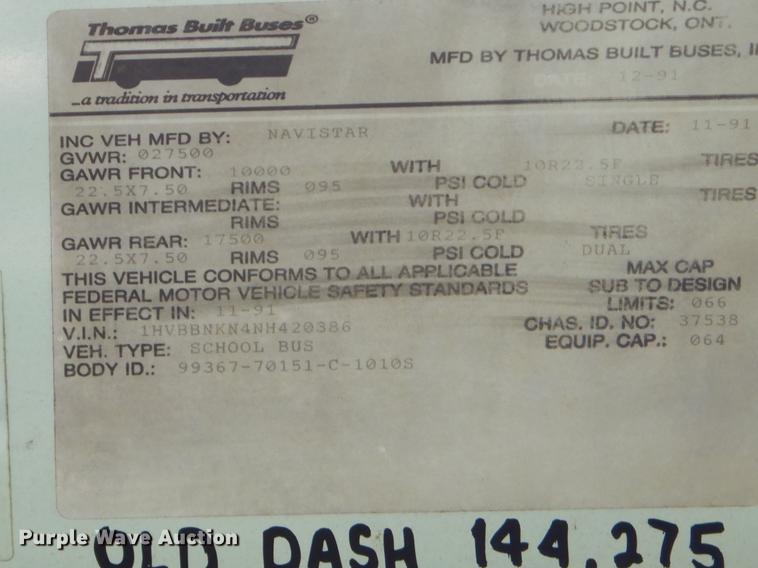 Thomas Built Buses®
...a tradition in transportation
HIGH POINT, N.C.
WOODSTOCK, ONT.
MFD BY THOMAS BUILT BUSES,
DATE 12-91
INC VEH MFD BY: NAVISTAR DATE: 11-91
GVWR: 027500
GAWR FRONT: 10000 WITH 10R22.5F TIRES
22.5X7.50 RIMS 095 PSI COLD SINGLE
GAWR INTERMEDIATE: WITH TIRES
RIMS PSI COLD
GAWR REAR: 17500 WITH 10R22.5F TIRES
22.5X7.50 RIMS 095 PSI COLD DUAL
THIS VEHICLE CONFORMS TO ALL APPLICABLE MAX CAP
FEDERAL MOTOR VEHICLE SAFETY STANDARDS SUB TO DESIGN
IN EFFECT IN: 11-91 LIMITS: 066
V.I.N.: 1HVBBNKN4NH420386 CHAS. ID. NO: 37538
VEH. TYPE: SCHOOL BUS EQUIP. CAP.: 064
BODY ID.: 99367-70151-C-1010S
OLD DASH 144,275
Purple Wave Auction